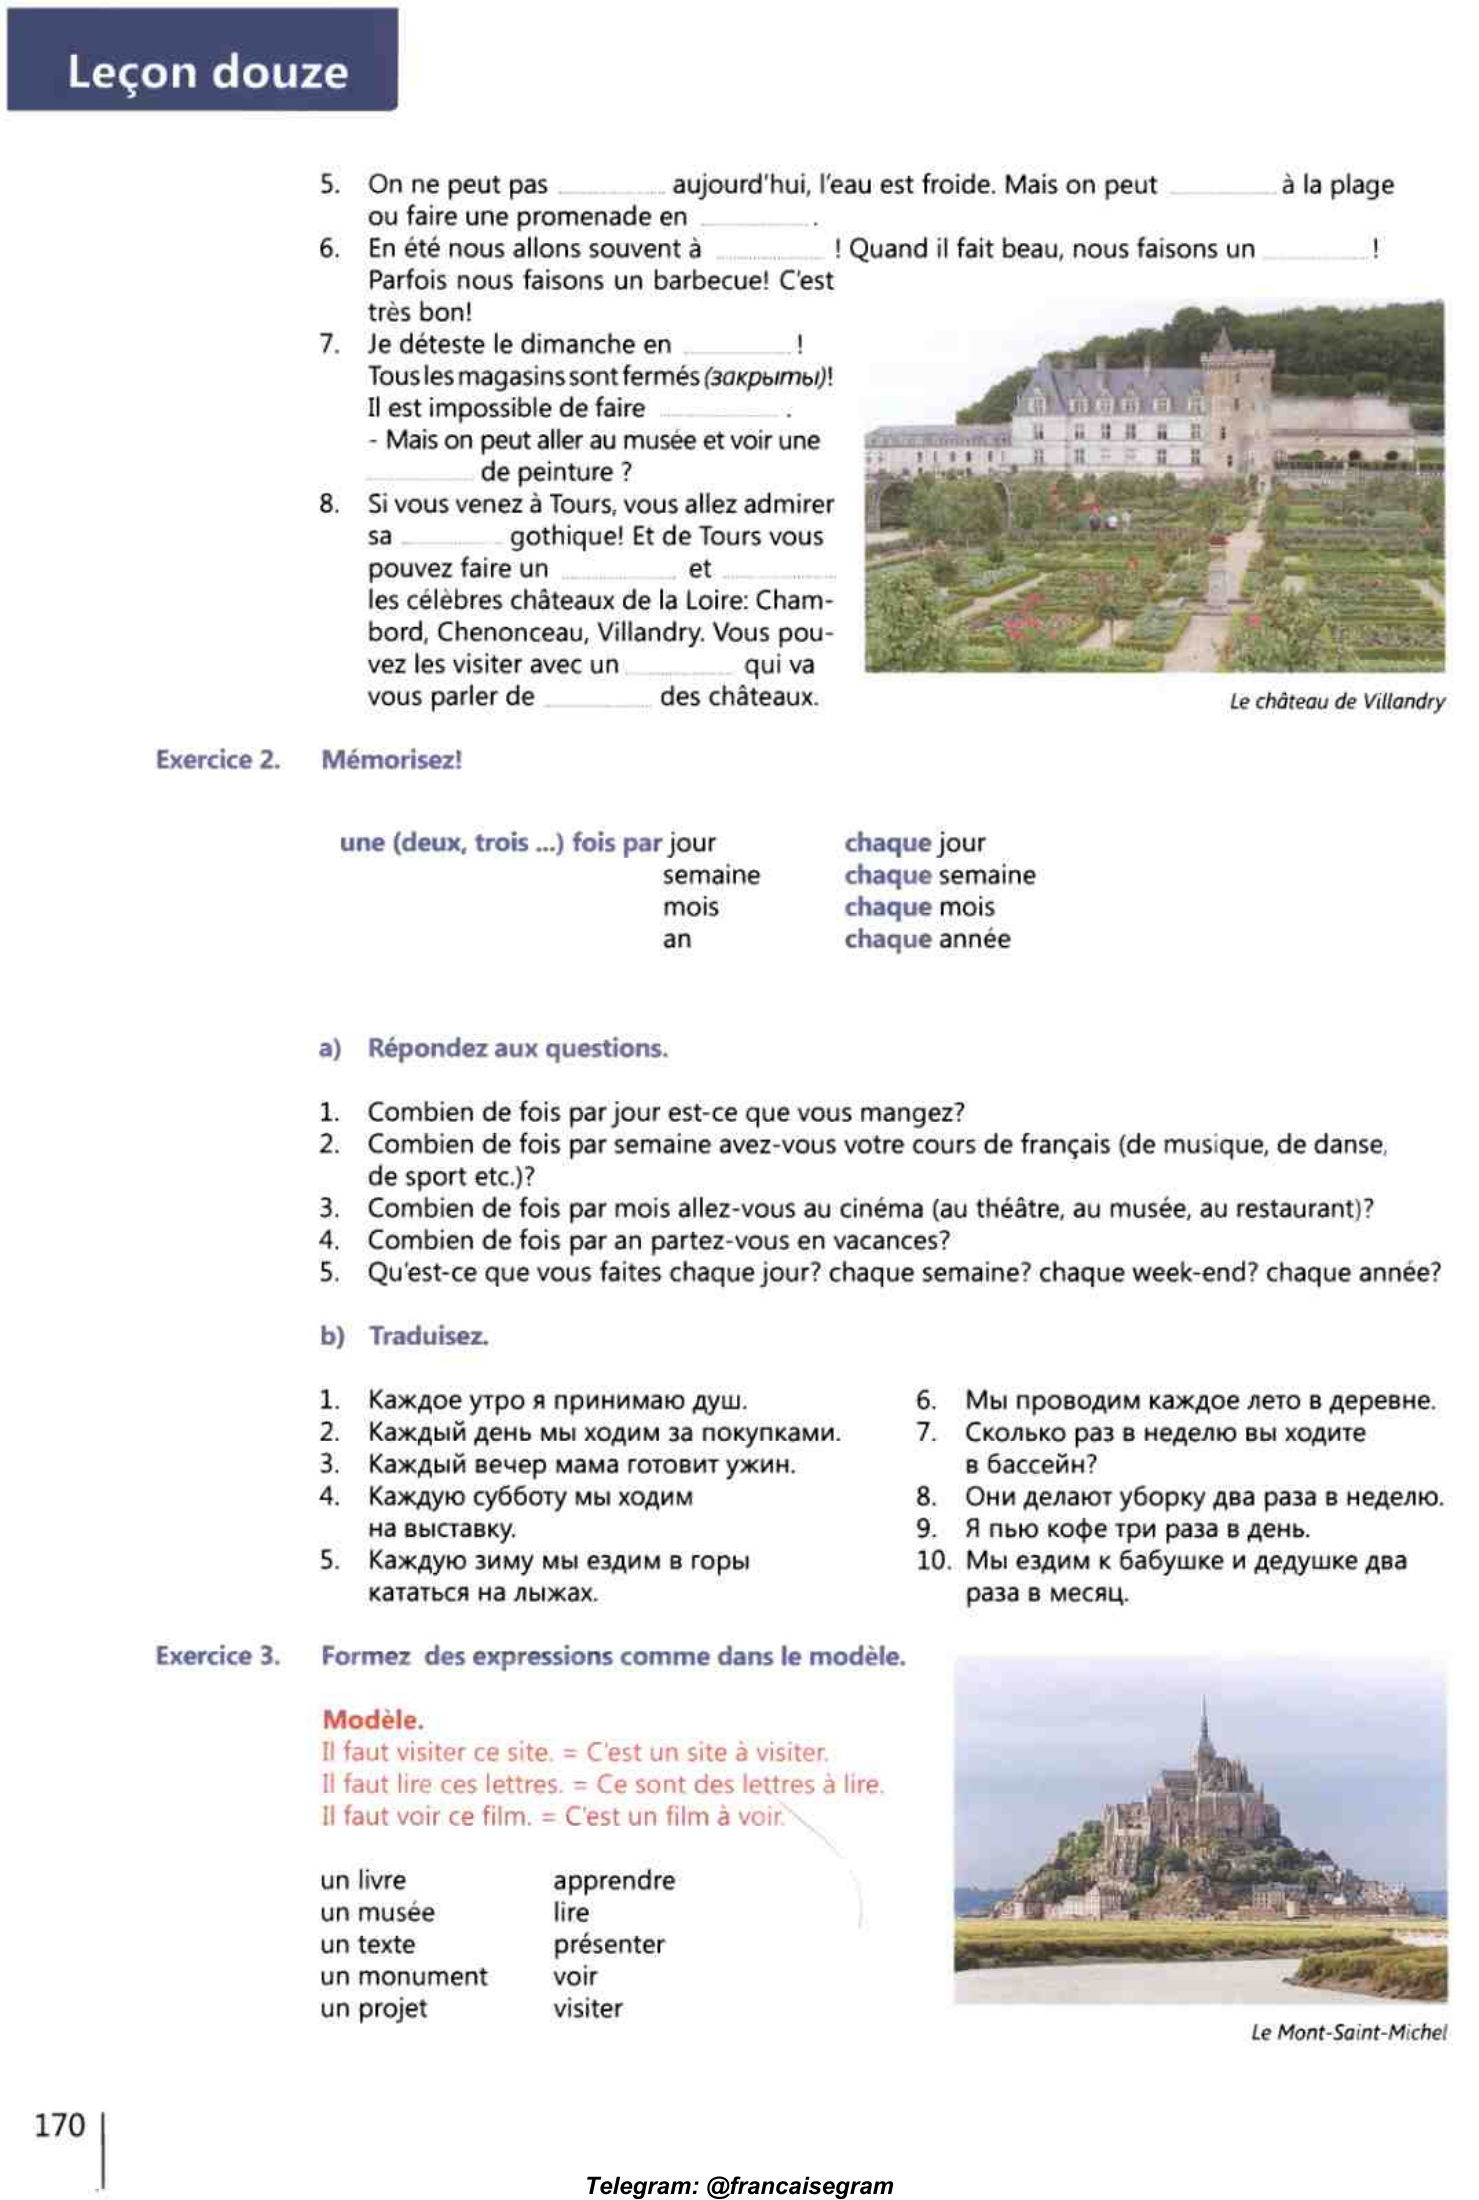 Leçon douze
5. On ne peut pas ............ aujourd'hui, l'eau est froide. Mais on peut ............ à la plage
ou faire une promenade en ............ .
6. En été nous allons souvent à ............ ! Quand il fait beau, nous faisons un ............ !
Parfois nous faisons un barbecue! C'est
très bon!
7. Je déteste le dimanche en ............ !
Tous les magasins sont fermés (закрыты)!
Il est impossible de faire ............ .
- Mais on peut aller au musée et voir une
............ de peinture ?
8. Si vous venez à Tours, vous allez admirer
sa ............ gothique! Et de Tours vous
pouvez faire un ............ et ............
les célèbres châteaux de la Loire: Cham-
bord, Chenonceau, Villandry. Vous pou-
vez les visiter avec un ............ qui va
vous parler de ............ des châteaux.
Le château de Villandry
Exercice 2. Mémorisez!
une (deux, trois ...) fois par jour chaque jour
semaine chaque semaine
mois chaque mois
an chaque année
a) Répondez aux questions.
1. Combien de fois par jour est-ce que vous mangez?
2. Combien de fois par semaine avez-vous votre cours de français (de musique, de danse,
de sport etc.)?
3. Combien de fois par mois allez-vous au cinéma (au théâtre, au musée, au restaurant)?
4. Combien de fois par an partez-vous en vacances?
5. Qu'est-ce que vous faites chaque jour? chaque semaine? chaque week-end? chaque année?
b) Traduisez.
1. Каждое утро я принимаю душ.
2. Каждый день мы ходим за покупками.
3. Каждый вечер мама готовит ужин.
4. Каждую субботу мы ходим
на выставку.
5. Каждую зиму мы ездим в горы
кататься на лыжах.
6. Мы проводим каждое лето в деревне.
7. Сколько раз в неделю вы ходите
в бассейн?
8. Они делают уборку два раза в неделю.
9. Я пью кофе три раза в день.
10. Мы ездим к бабушке и дедушке два
раза в месяц.
Exercice 3. Formez des expressions comme dans le modèle.
Modèle.
Il faut visiter ce site. = C'est un site à visiter.
Il faut lire ces lettres. = Ce sont des lettres à lire.
Il faut voir ce film. = C'est un film à voir.
un livre apprendre
un musée lire
un texte présenter
un monument voir
un projet visiter
Le Mont-Saint-Michel
170
Telegram: @francaisegram